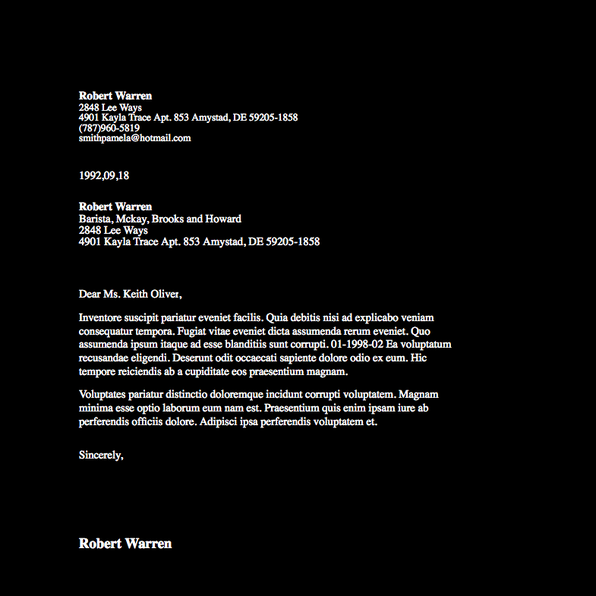 Robert Warren
2848 Lee Ways
4901 Kayla Trace Apt. 853 Amystad, DE 59205-1858
(787)960-5819
smithpamela@hotmail.com
1992,09,18
Robert Warren
Barista, Mckay, Brooks and Howard
2848 Lee Ways
4901 Kayla Trace Apt. 853 Amystad, DE 59205-1858
Dear Ms. Keith Oliver,
Inventore suscipit pariatur eveniet facilis. Quia debitis nisi ad explicabo veniam
consequatur tempora. Fugiat vitae eveniet dicta assumenda rerum eveniet. Quo
assumenda ipsum itaque ad esse blanditiis sunt corrupti. 01-1998-02 Ea voluptatum
recusandae eligendi. Deserunt odit occaecati sapiente dolore odio ex eum. Hic
tempore reiciendis ab a cupiditate eos praesentium magnam.
Voluptates pariatur distinctio doloremque incidunt corrupti voluptatem. Magnam
minima esse optio laborum eum nam est. Praesentium quis enim ipsam iure ab
perferendis officiis dolore. Adipisci ipsa perferendis voluptatem et.
Sincerely,
Robert Warren